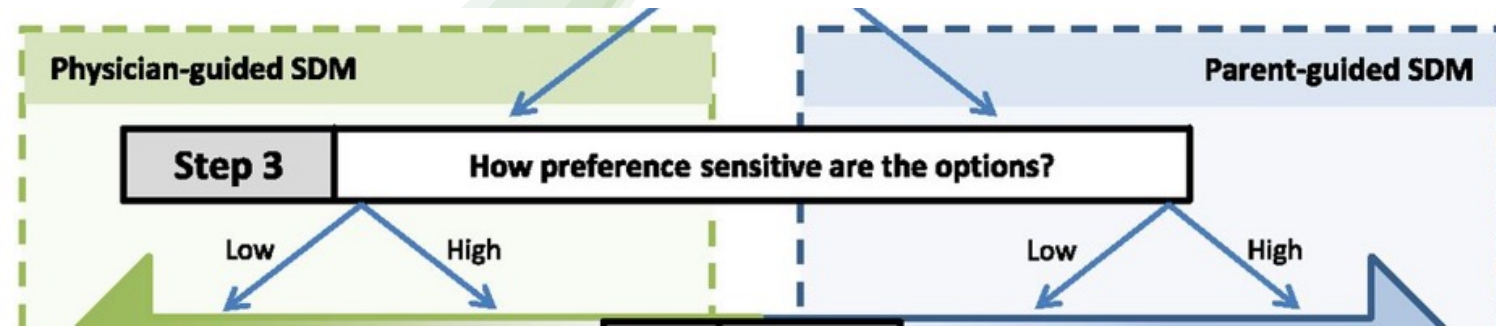 Physician-guided SDM
Parent-guided SDM
Step 3
How preference sensitive are the options?
Low
High
Low
High